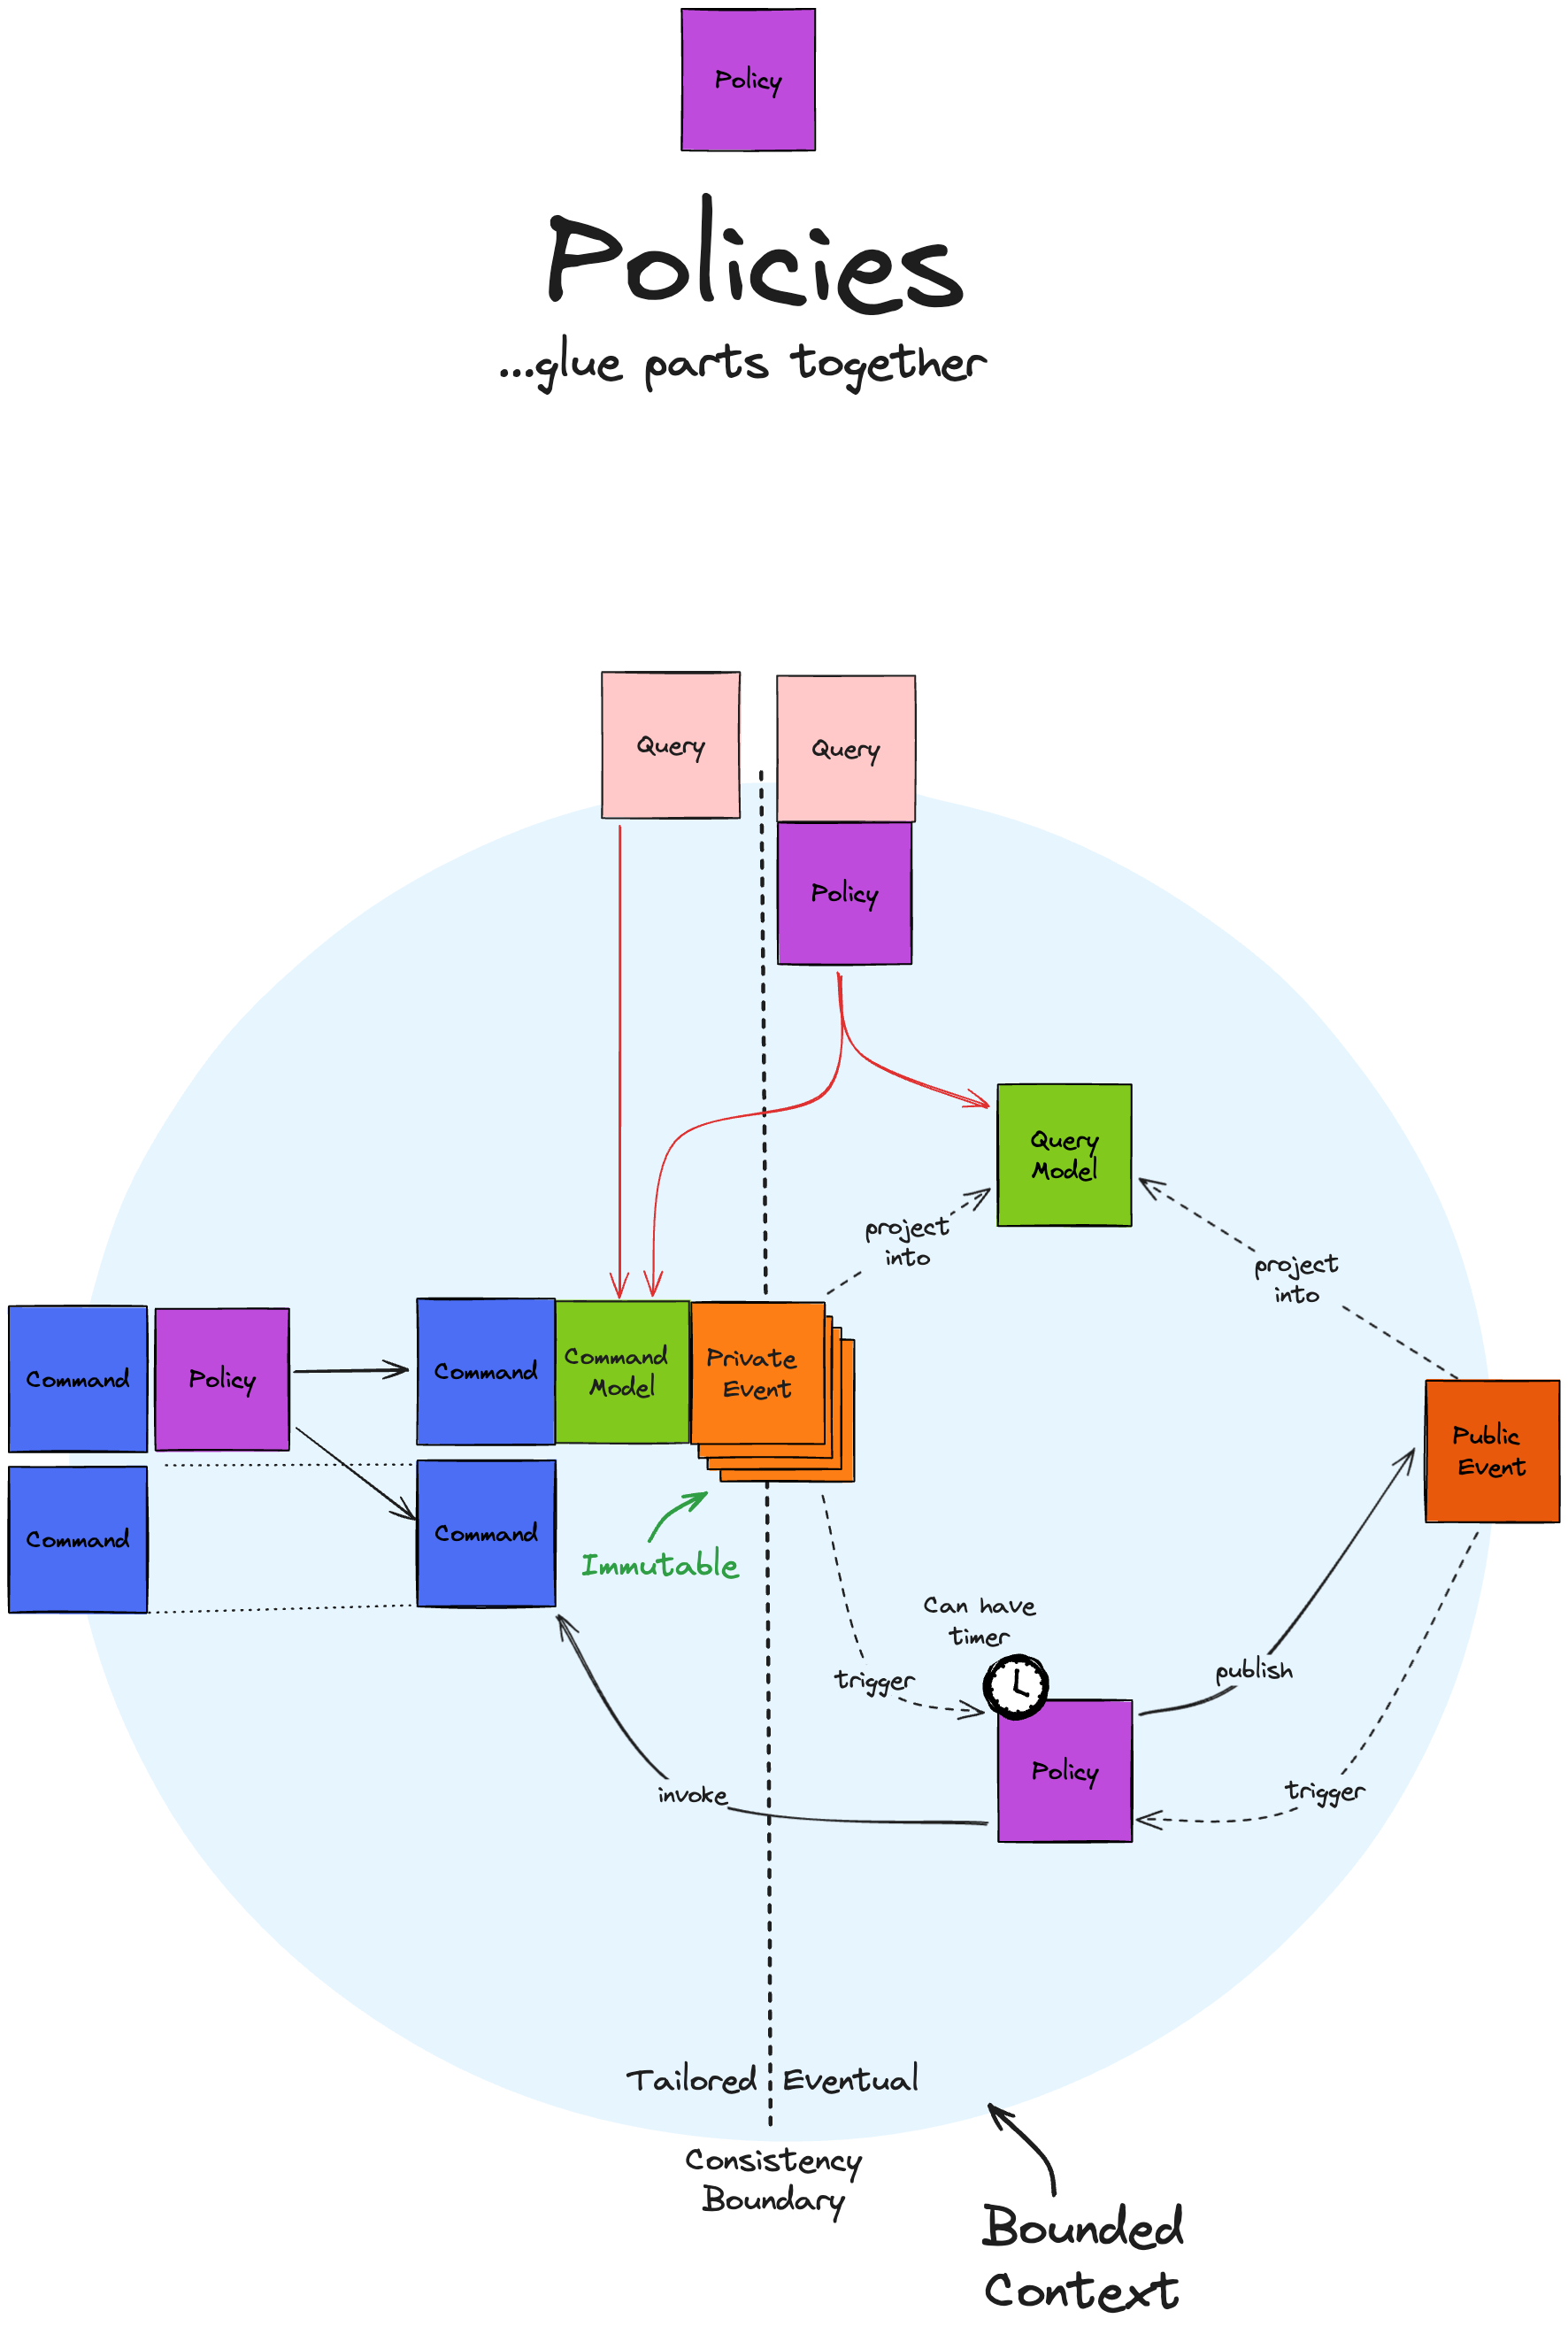 Policy
Policies
...glue parts together
Query
Query
Policy
Query
Model
project
into
project
into
Command
Policy
Command
Command
Model
Private
Event
Public
Event
Command
Command
Immutable
Can have
timer
trigger
publish
Policy
invoke
trigger
Tailored
Eventual
Consistency
Boundary
Bounded
Context